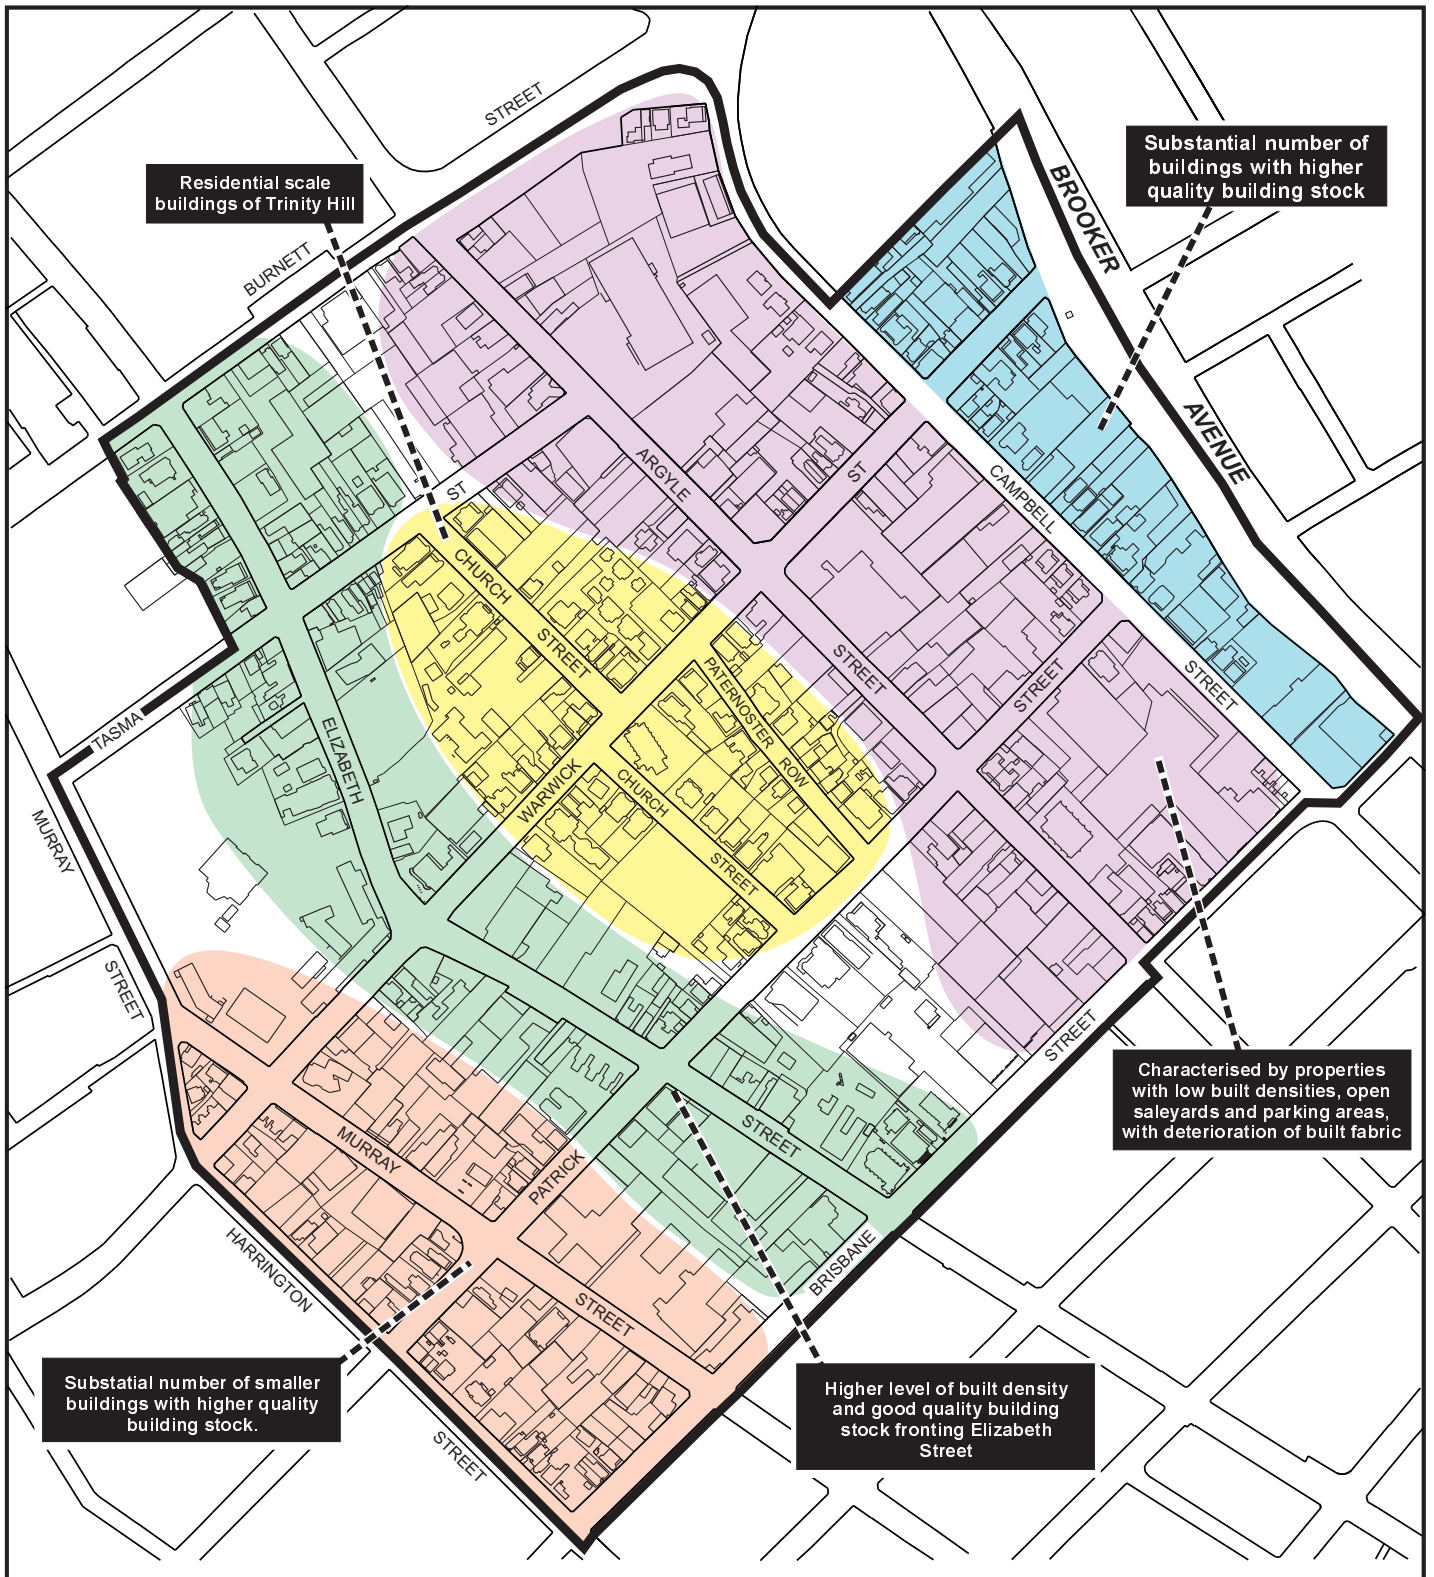 STREET
Substantial number of
buildings with higher
quality building stock
BROOKER
Residential scale
buildings of Trinity Hill
BURNETT
AVENUE
ARGYLE
ST
ST
CAMPBELL
CHURCH
STREET
STREET
STREET
STREET
PATERNOSTER
ROW
TASMA
ELIZABETH
WARWICK
CHURCH
STREET
MURRAY
STREET
STREET
Characterised by properties
with low built densities, open
saleyards and parking areas,
with deterioration of built fabric
STREET
MURRAY
PATRICK
BRISBANE
HARRINGTON
STREET
Substatial number of smaller
buildings with higher quality
building stock.
Higher level of built density
and good quality building
stock fronting Elizabeth
Street
STREET